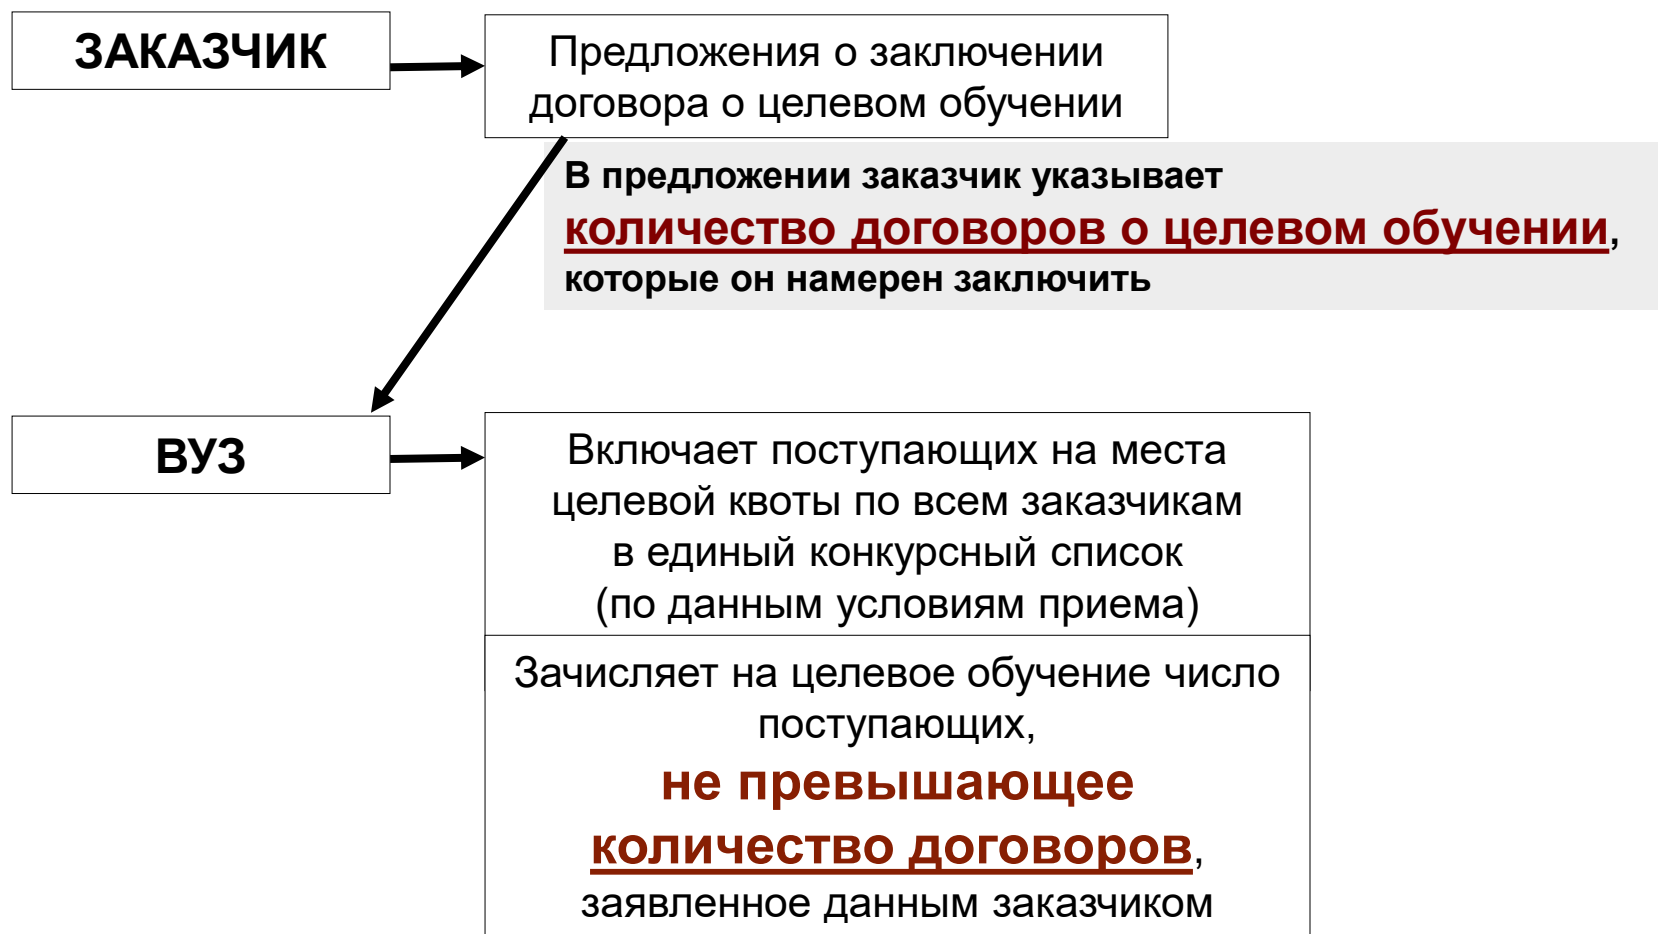 ЗАКАЗЧИК
Предложения о заключении
договора о целевом обучении
В предложении заказчик указывает
количество договоров о целевом обучении,
которые он намерен заключить
ВУЗ
Включает поступающих на места
целевой квоты по всем заказчикам
в единый конкурсный список
(по данным условиям приема)
Зачисляет на целевое обучение число
поступающих,
не превышающее
количество договоров,
заявленное данным заказчиком